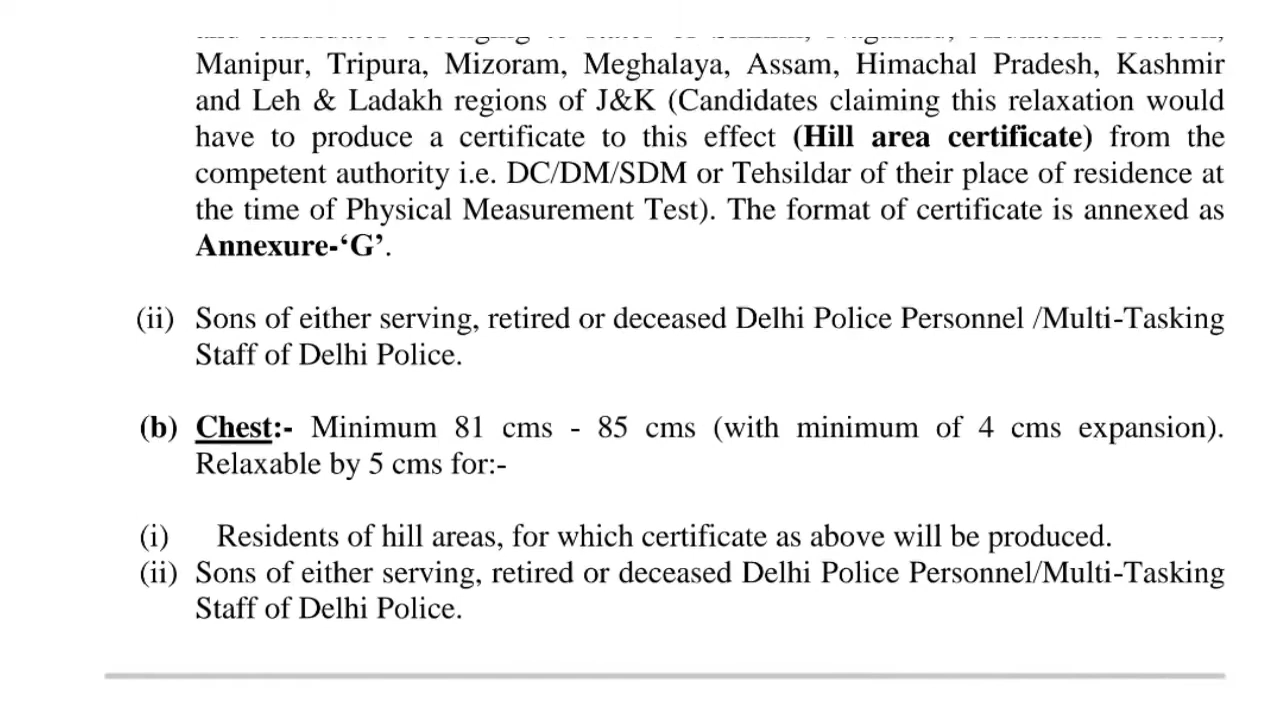 Manipur, Tripura, Mizoram, Meghalaya, Assam, Himachal Pradesh, Kashmir
and Leh & Ladakh regions of J&K (Candidates claiming this relaxation would
have to produce a certificate to this effect (Hill area certificate) from the
competent authority i.e. DC/DM/SDM or Tehsildar of their place of residence at
the time of Physical Measurement Test). The format of certificate is annexed as
Annexure-‘G’.
(ii) Sons of either serving, retired or deceased Delhi Police Personnel /Multi-Tasking
Staff of Delhi Police.
(b) Chest:- Minimum 81 cms - 85 cms (with minimum of 4 cms expansion).
Relaxable by 5 cms for:-
(i) Residents of hill areas, for which certificate as above will be produced.
(ii) Sons of either serving, retired or deceased Delhi Police Personnel/Multi-Tasking
Staff of Delhi Police.